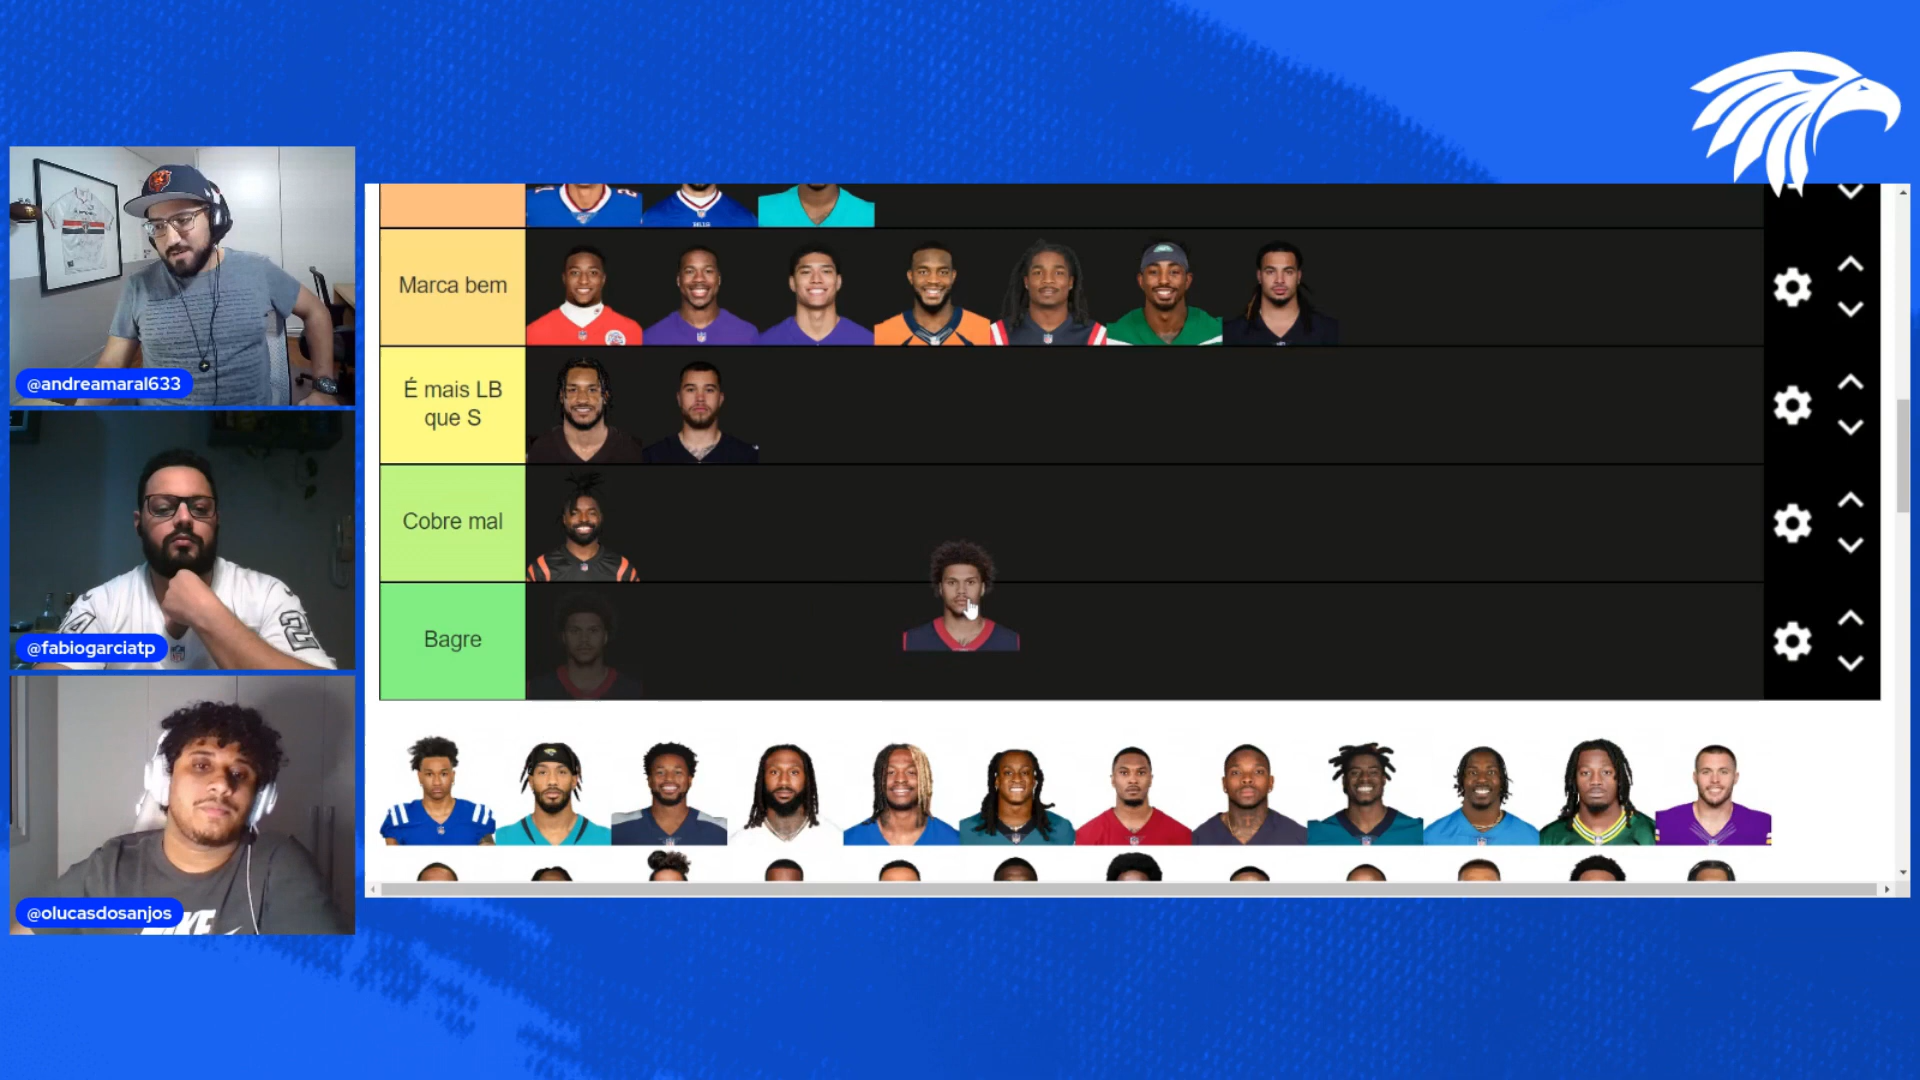 @andreamaral633
@fabiogarciatp
@olucasdosanjos
Marca bem
É mais LB
que S
Cobre mal
Bagre